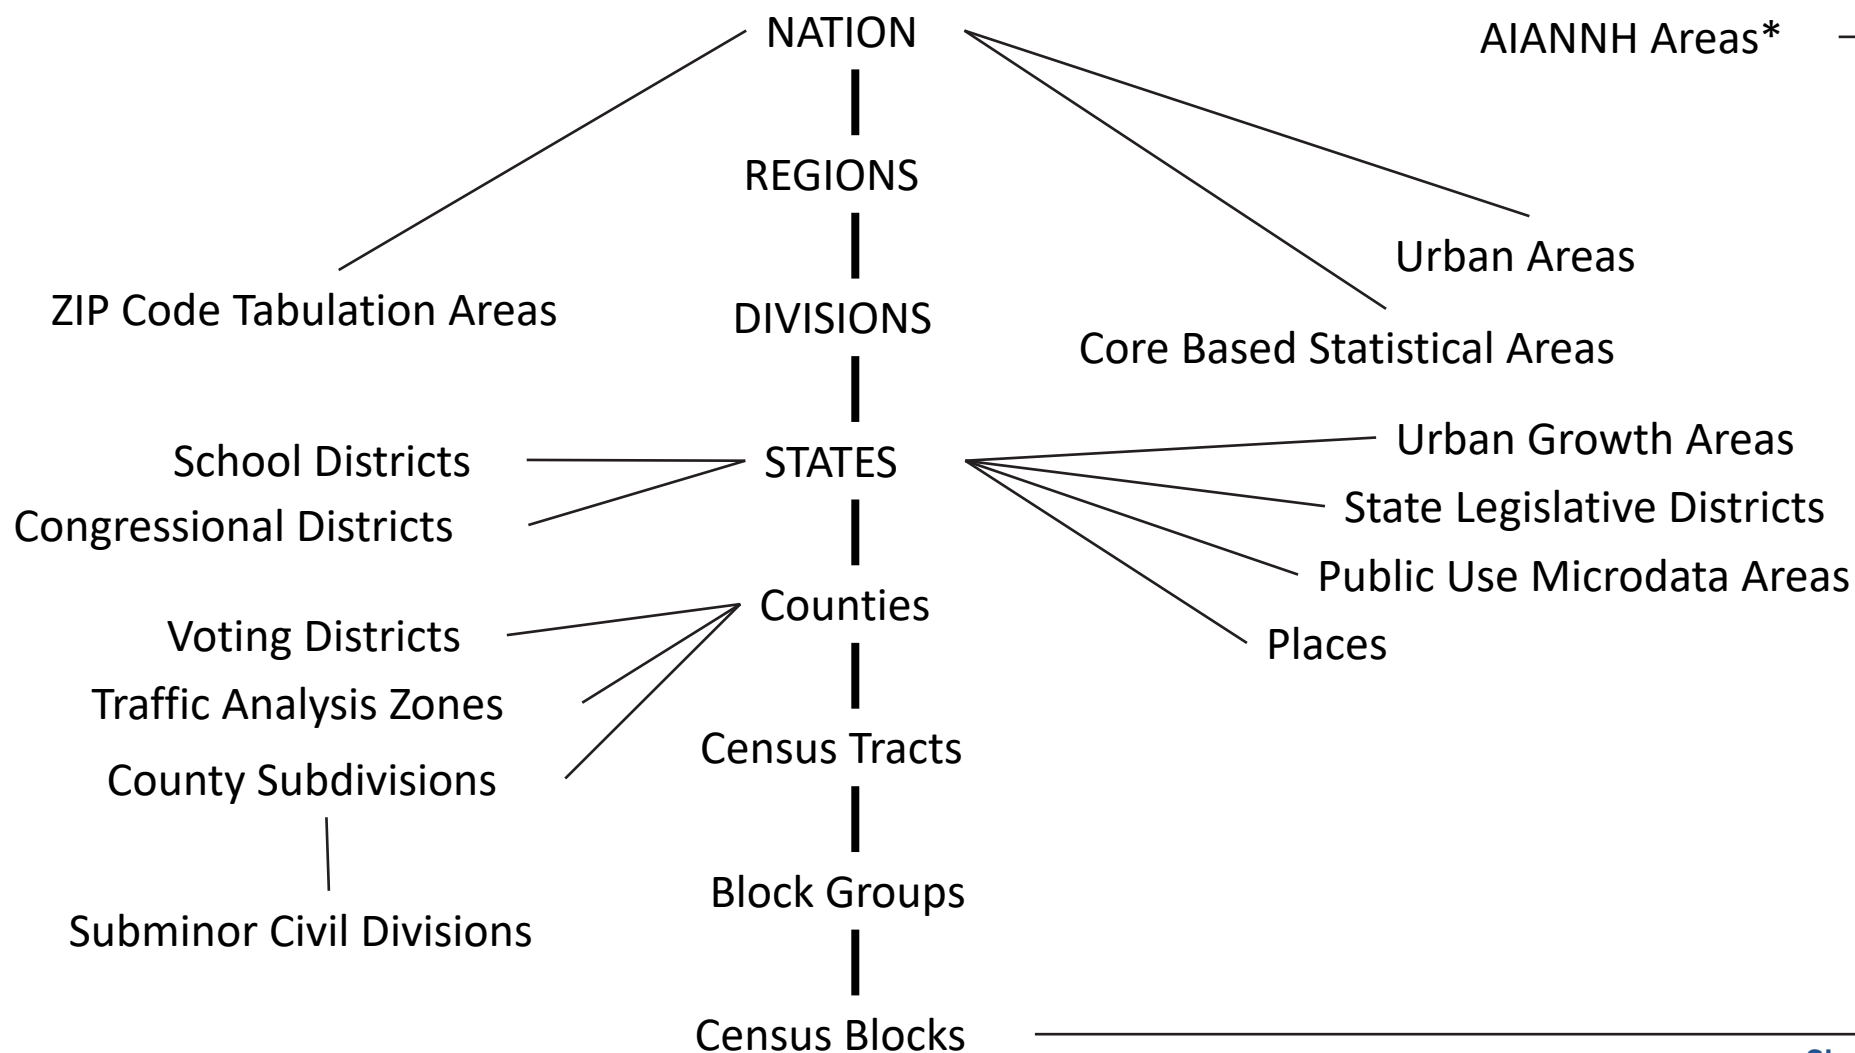 NATION
AIANNH Areas*
REGIONS
Urban Areas
ZIP Code Tabulation Areas
DIVISIONS
Core Based Statistical Areas
School Districts
STATES
Urban Growth Areas
Congressional Districts
State Legislative Districts
Public Use Microdata Areas
Counties
Voting Districts
Places
Traffic Analysis Zones
Census Tracts
County Subdivisions
Block Groups
Subminor Civil Divisions
Census Blocks